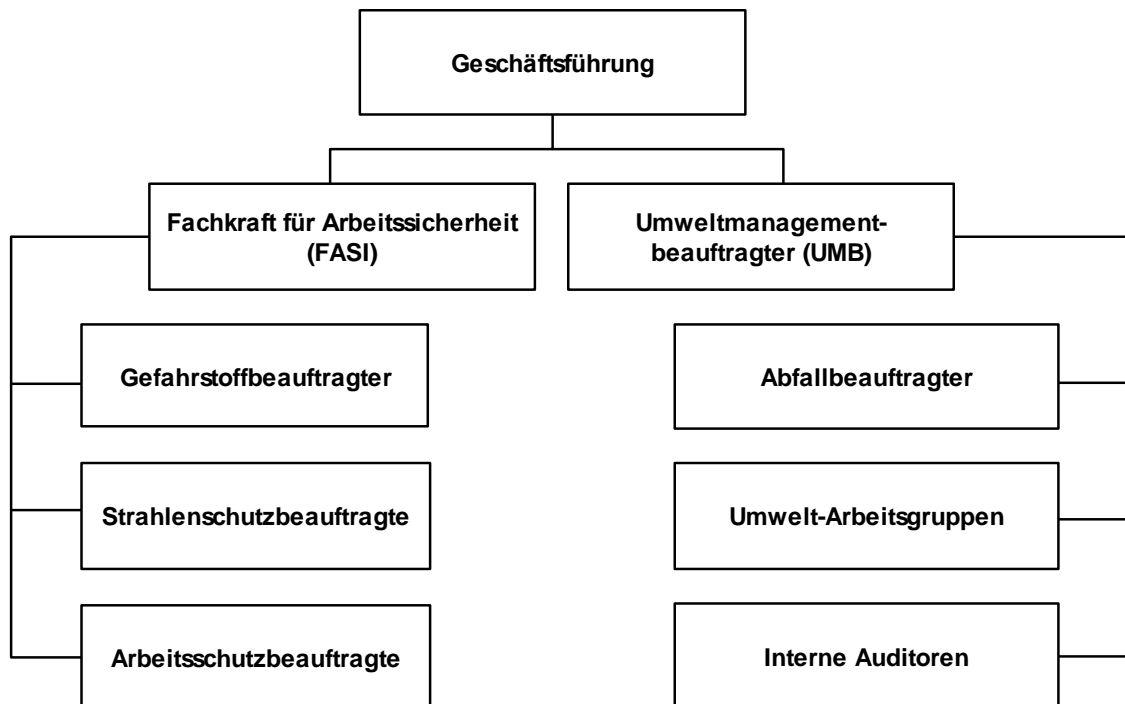 Geschäftsführung
Fachkraft für Arbeitssicherheit
(FASI)
Umweltmanagement-
beauftragter (UMB)
Gefahrstoffbeauftragter
Abfallbeauftragter
Strahlenschutzbeauftragte
Umwelt-Arbeitsgruppen
Arbeitsschutzbeauftragte
Interne Auditoren